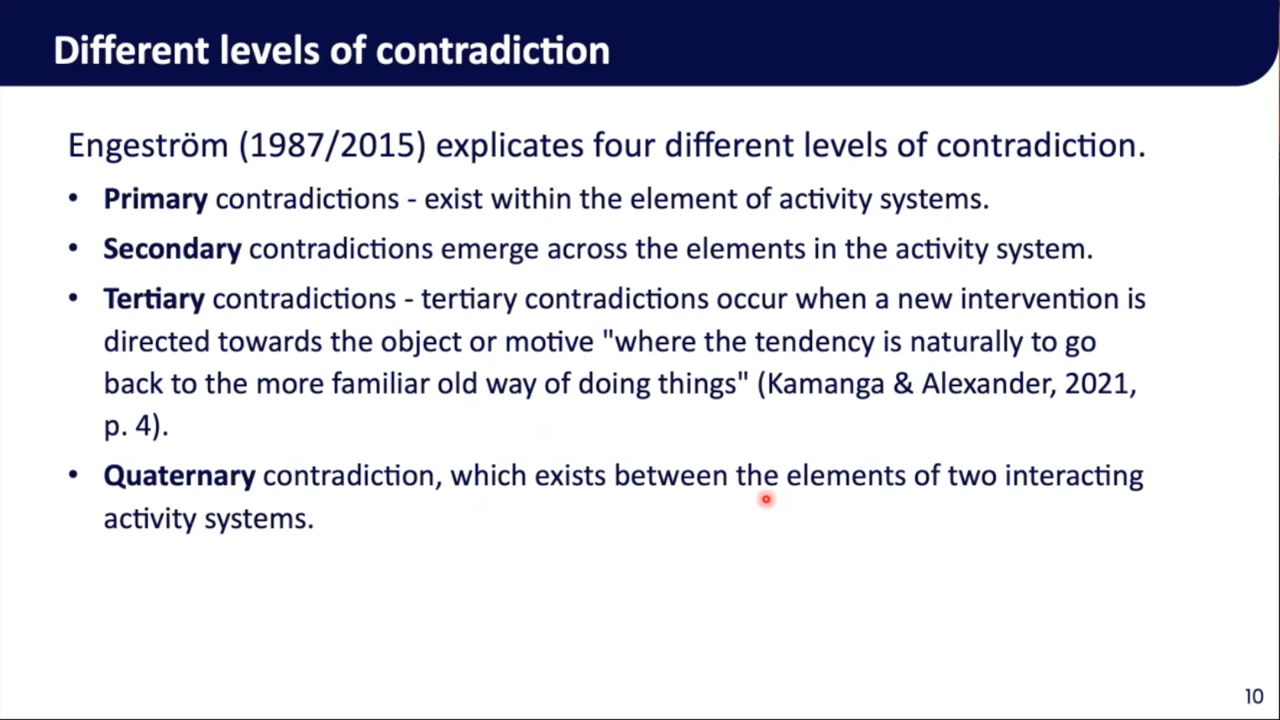 Different levels of contradiction
Engeström (1987/2015) explicates four different levels of contradiction.
• Primary contradictions - exist within the element of activity systems.
• Secondary contradictions emerge across the elements in the activity system.
• Tertiary contradictions - tertiary contradictions occur when a new intervention is
directed towards the object or motive "where the tendency is naturally to go
back to the more familiar old way of doing things" (Kamanga & Alexander, 2021,
p. 4).
• Quaternary contradiction, which exists between the elements of two interacting
activity systems.
10